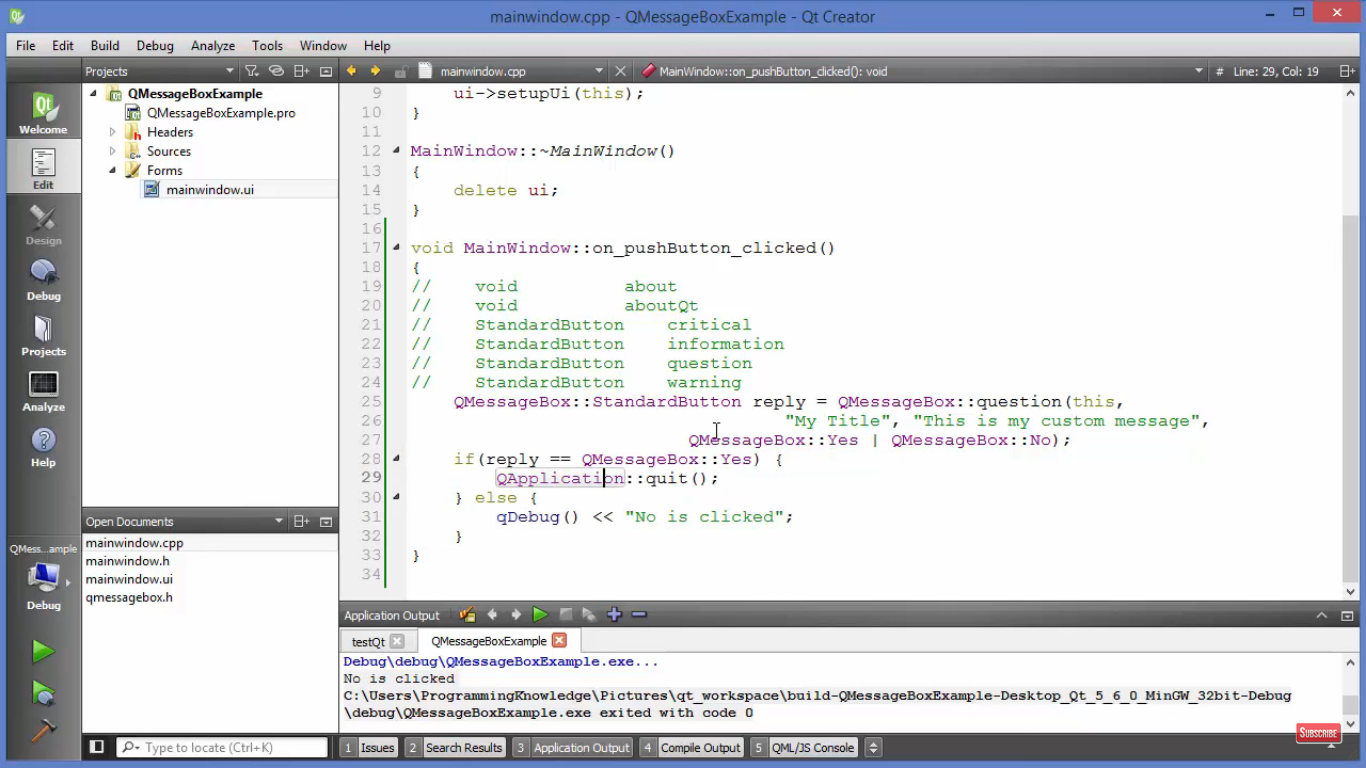 mainwindow.cpp - QMessageBoxExample - Qt Creator
File Edit Build Debug Analyze Tools Window Help
Projects mainwindow.cpp MainWindow::on_pushButton_clicked(): void # Line: 29, Col: 19
Welcome
Edit
Design
Debug
Projects
Analyze
Help
QMess...ample
Debug
QMessageBoxExample
QMessageBoxExample.pro
Headers
Sources
Forms
mainwindow.ui
Open Documents
mainwindow.cpp
mainwindow.h
mainwindow.ui
qmessagebox.h
9 ui->setupUi(this);
10 }
11
12 MainWindow::~MainWindow()
13 {
14 delete ui;
15 }
16
17 void MainWindow::on_pushButton_clicked()
18 {
19 // void about
20 // void aboutQt
21 // StandardButton critical
22 // StandardButton information
23 // StandardButton question
24 // StandardButton warning
25 QMessageBox::StandardButton reply = QMessageBox::question(this,
26 "My Title", "This is my custom message",
27 QMessageBox::Yes | QMessageBox::No);
28 if(reply == QMessageBox::Yes) {
29 QApplication::quit();
30 } else {
31 qDebug() << "No is clicked";
32 }
33 }
34
Application Output
testQt QMessageBoxExample
Debug\debug\QMessageBoxExample.exe...
No is clicked
C:\Users\ProgrammingKnowledge\Pictures\qt_workspace\build-QMessageBoxExample-Desktop_Qt_5_6_0_MinGW_32bit-Debug
\debug\QMessageBoxExample.exe exited with code 0
SUBSCRIBE
Type to locate (Ctrl+K) 1 Issues 2 Search Results 3 Application Output 4 Compile Output 5 QML/JS Console